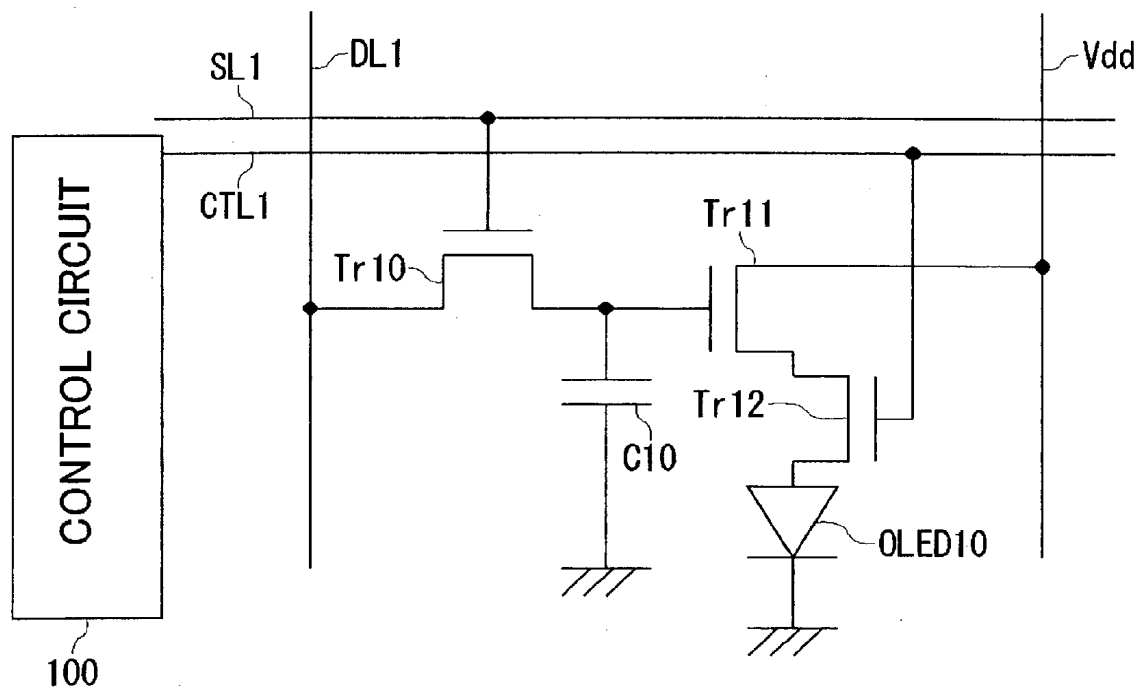 DL1
SL1
Vdd
CTL1
CONTROL CIRCUIT
Tr11
Tr10
Tr12
C10
OLED10
100